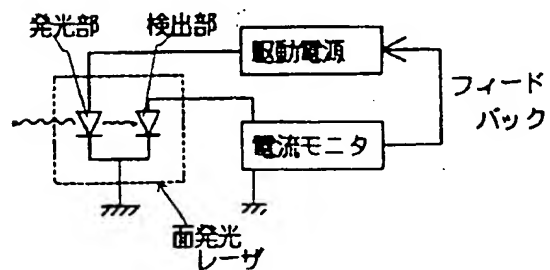 発光部
検出部
駆動電源
フィード
バック
電流モニタ
面発光
レーザ